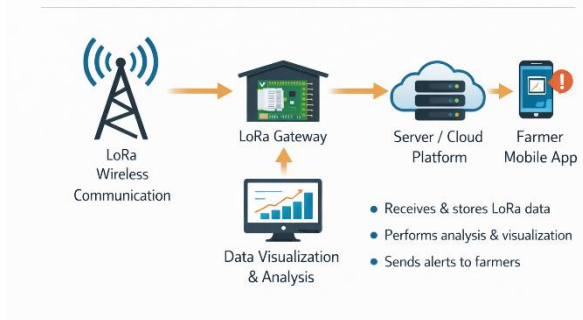 LoRa
Wireless
Communication
LoRa Gateway
Server / Cloud
Platform
Farmer
Mobile App
Data Visualization
& Analysis
• Receives & stores LoRa data
• Performs analysis & visualization
• Sends alerts to farmers